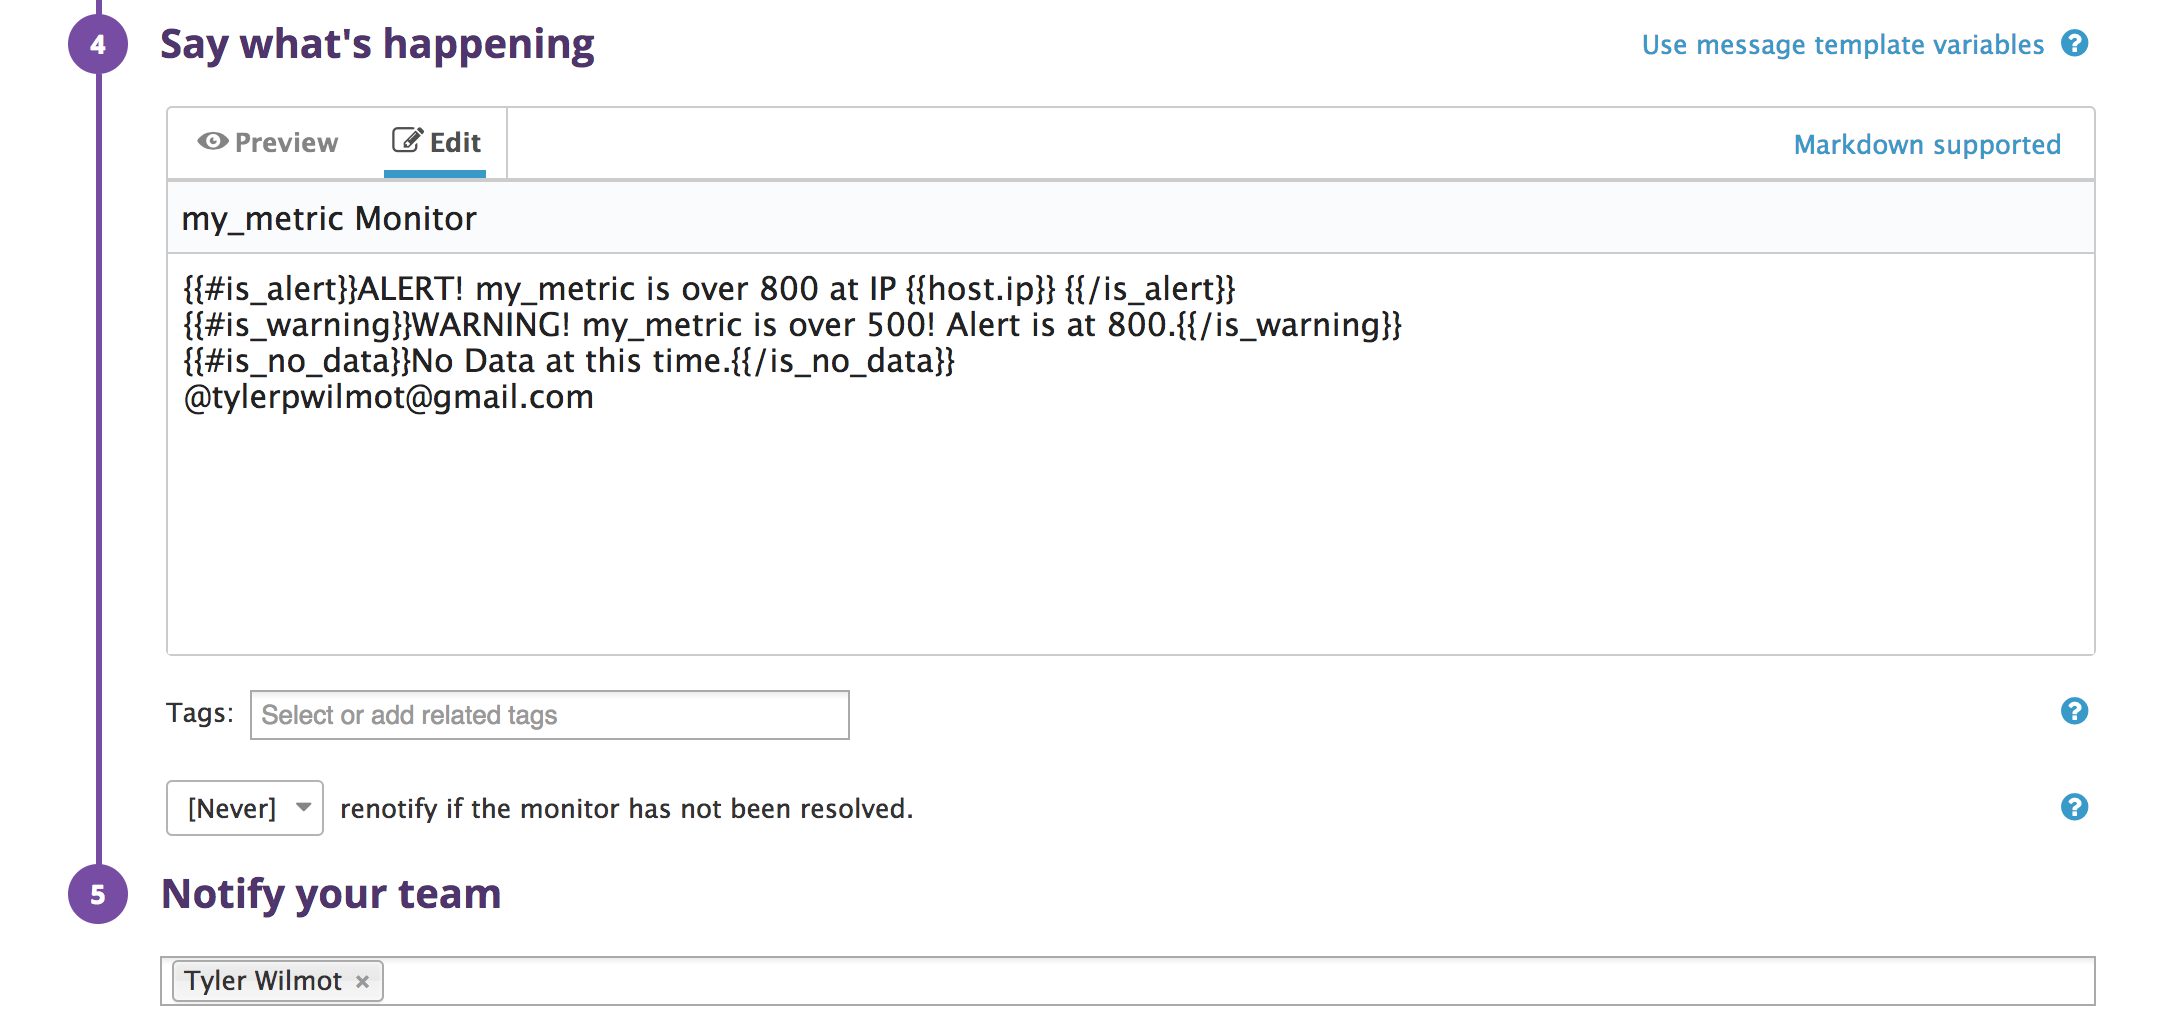 4 Say what's happening Use message template variables ?
Preview Edit Markdown supported
my_metric Monitor
{{#is_alert}}ALERT! my_metric is over 800 at IP {{host.ip}} {{/is_alert}}
{{#is_warning}}WARNING! my_metric is over 500! Alert is at 800.{{/is_warning}}
{{#is_no_data}}No Data at this time.{{/is_no_data}}
@tylerpwilmot@gmail.com
Tags: Select or add related tags ?
[Never] renotify if the monitor has not been resolved. ?
5 Notify your team
Tyler Wilmot ×